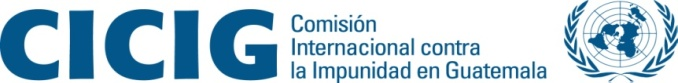 CICIG
Comisión
Internacional contra
la Impunidad en Guatemala